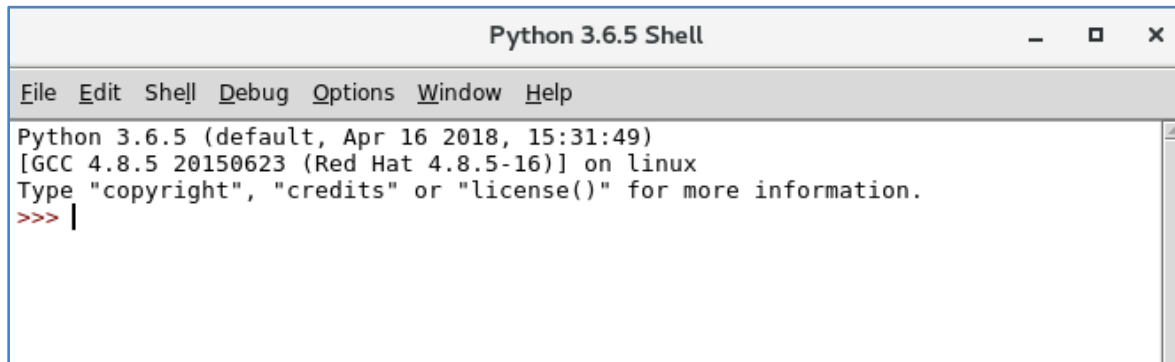 Python 3.6.5 Shell
File Edit Shell Debug Options Window Help
Python 3.6.5 (default, Apr 16 2018, 15:31:49)
[GCC 4.8.5 20150623 (Red Hat 4.8.5-16)] on linux
Type "copyright", "credits" or "license()" for more information.
>>>